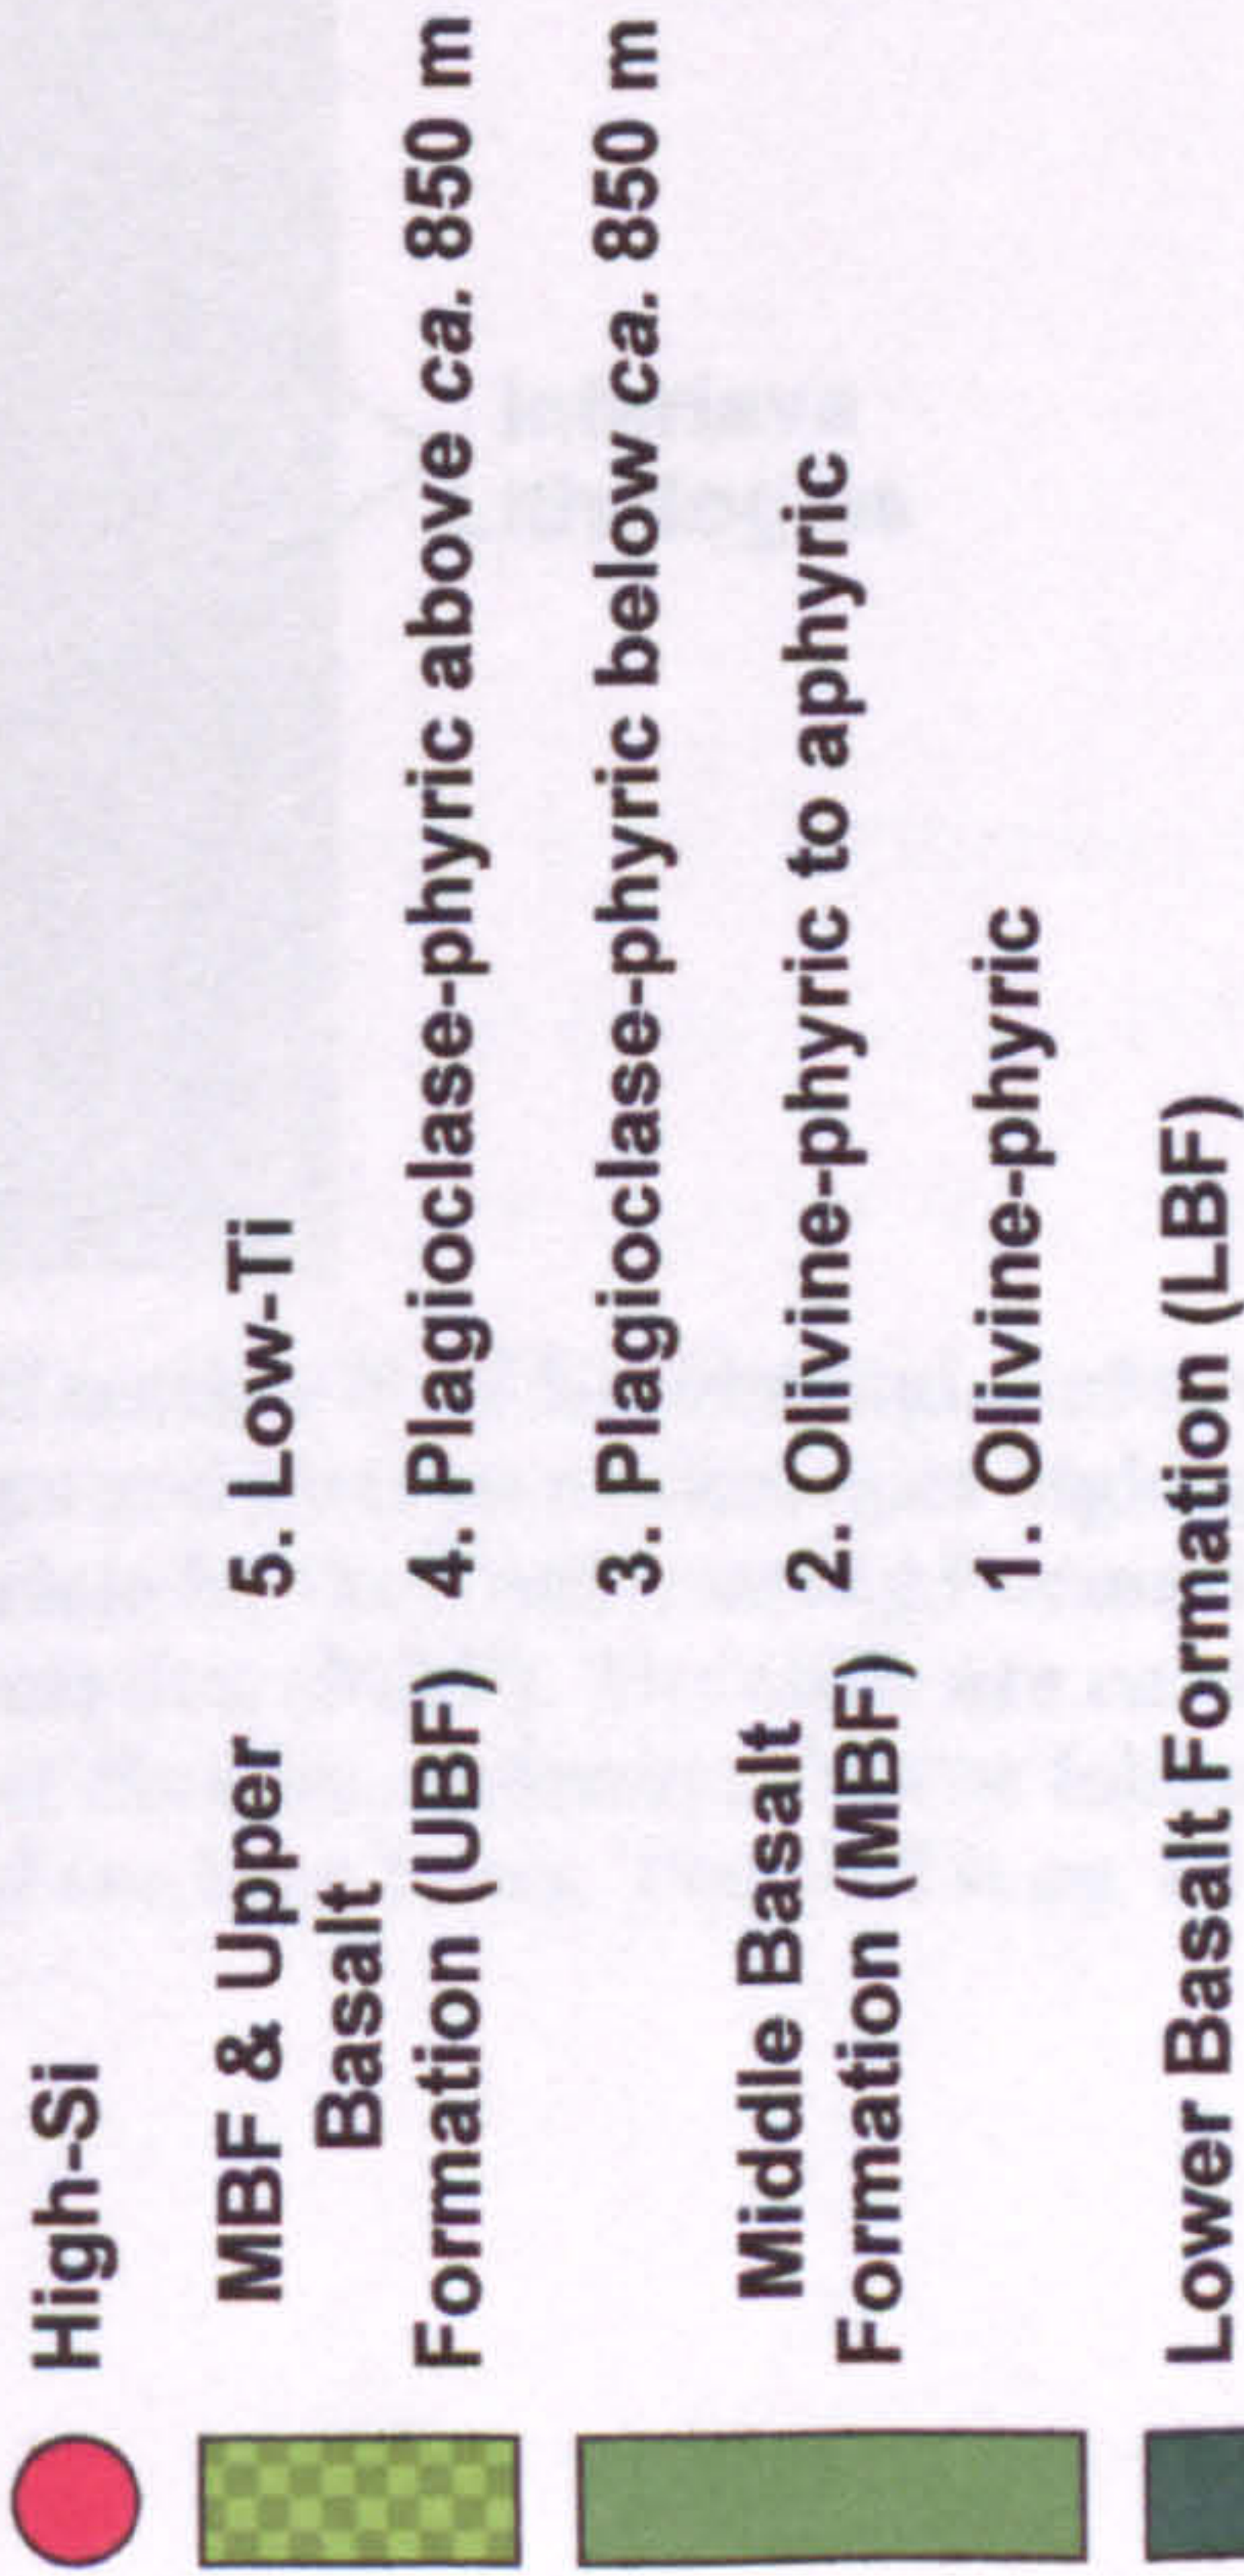 High-Si
MBF & Upper
Basalt
Formation (UBF)
5. Low-Ti
4. Plagioclase-phyric above ca. 850 m
3. Plagioclase-phyric below ca. 850 m
Middle Basalt
Formation (MBF)
2. Olivine-phyric to aphyric
1. Olivine-phyric
Lower Basalt Formation (LBF)